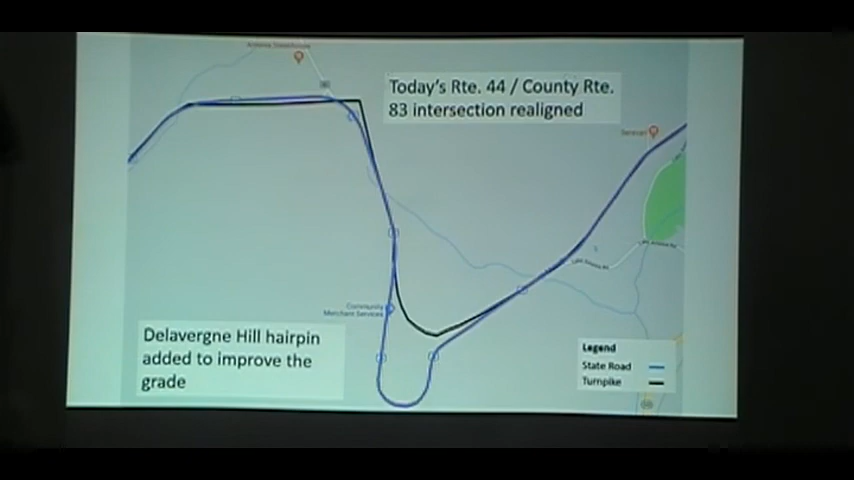 Today's Rte. 44 / County Rte.
83 intersection realigned
Community
Merchant Services
Delavergne Hill hairpin
added to improve the
grade
Legend
State Road
Turnpike